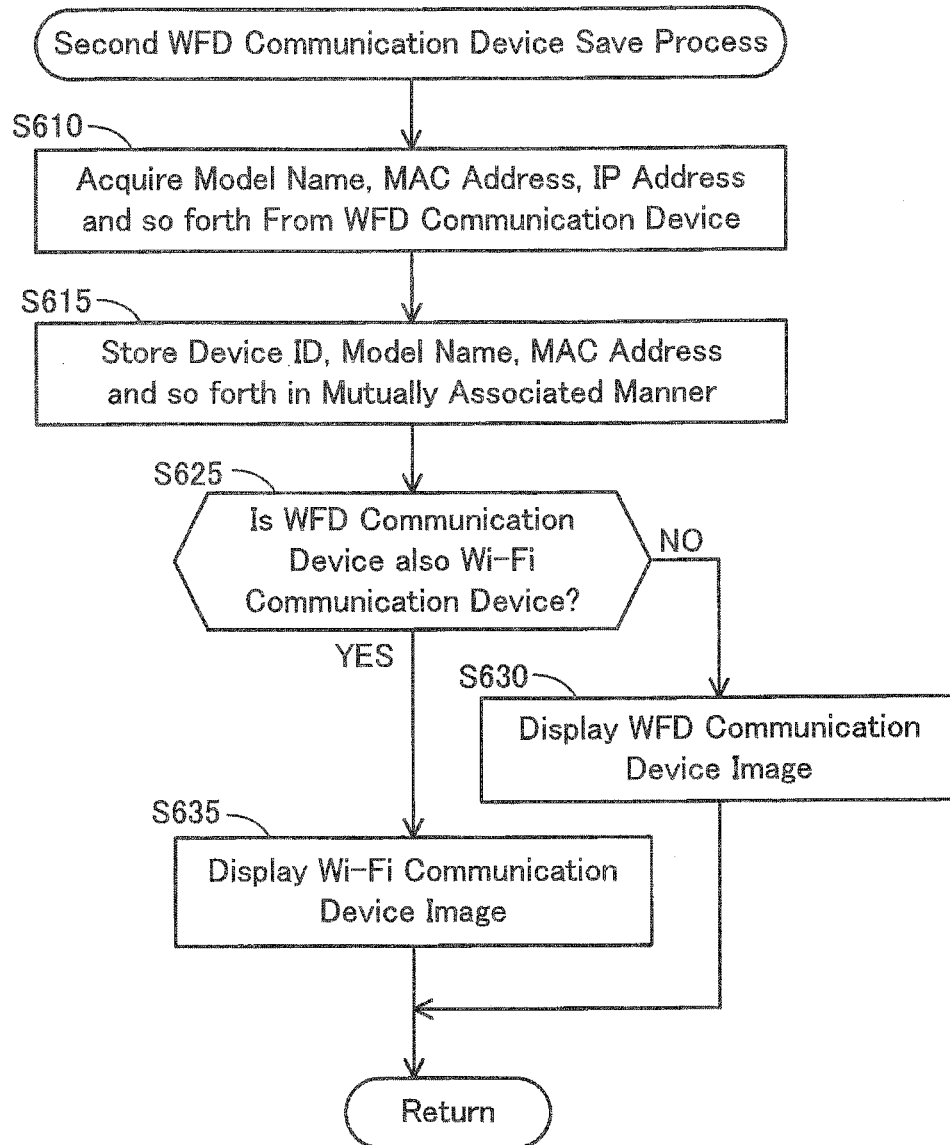 Second WFD Communication Device Save Process
S610
Acquire Model Name, MAC Address, IP Address
and so forth From WFD Communication Device
S615
Store Device ID, Model Name, MAC Address
and so forth in Mutually Associated Manner
S625
Is WFD Communication
Device also Wi-Fi
Communication Device?
NO
YES
S630
Display WFD Communication
Device Image
S635
Display Wi-Fi Communication
Device Image
Return